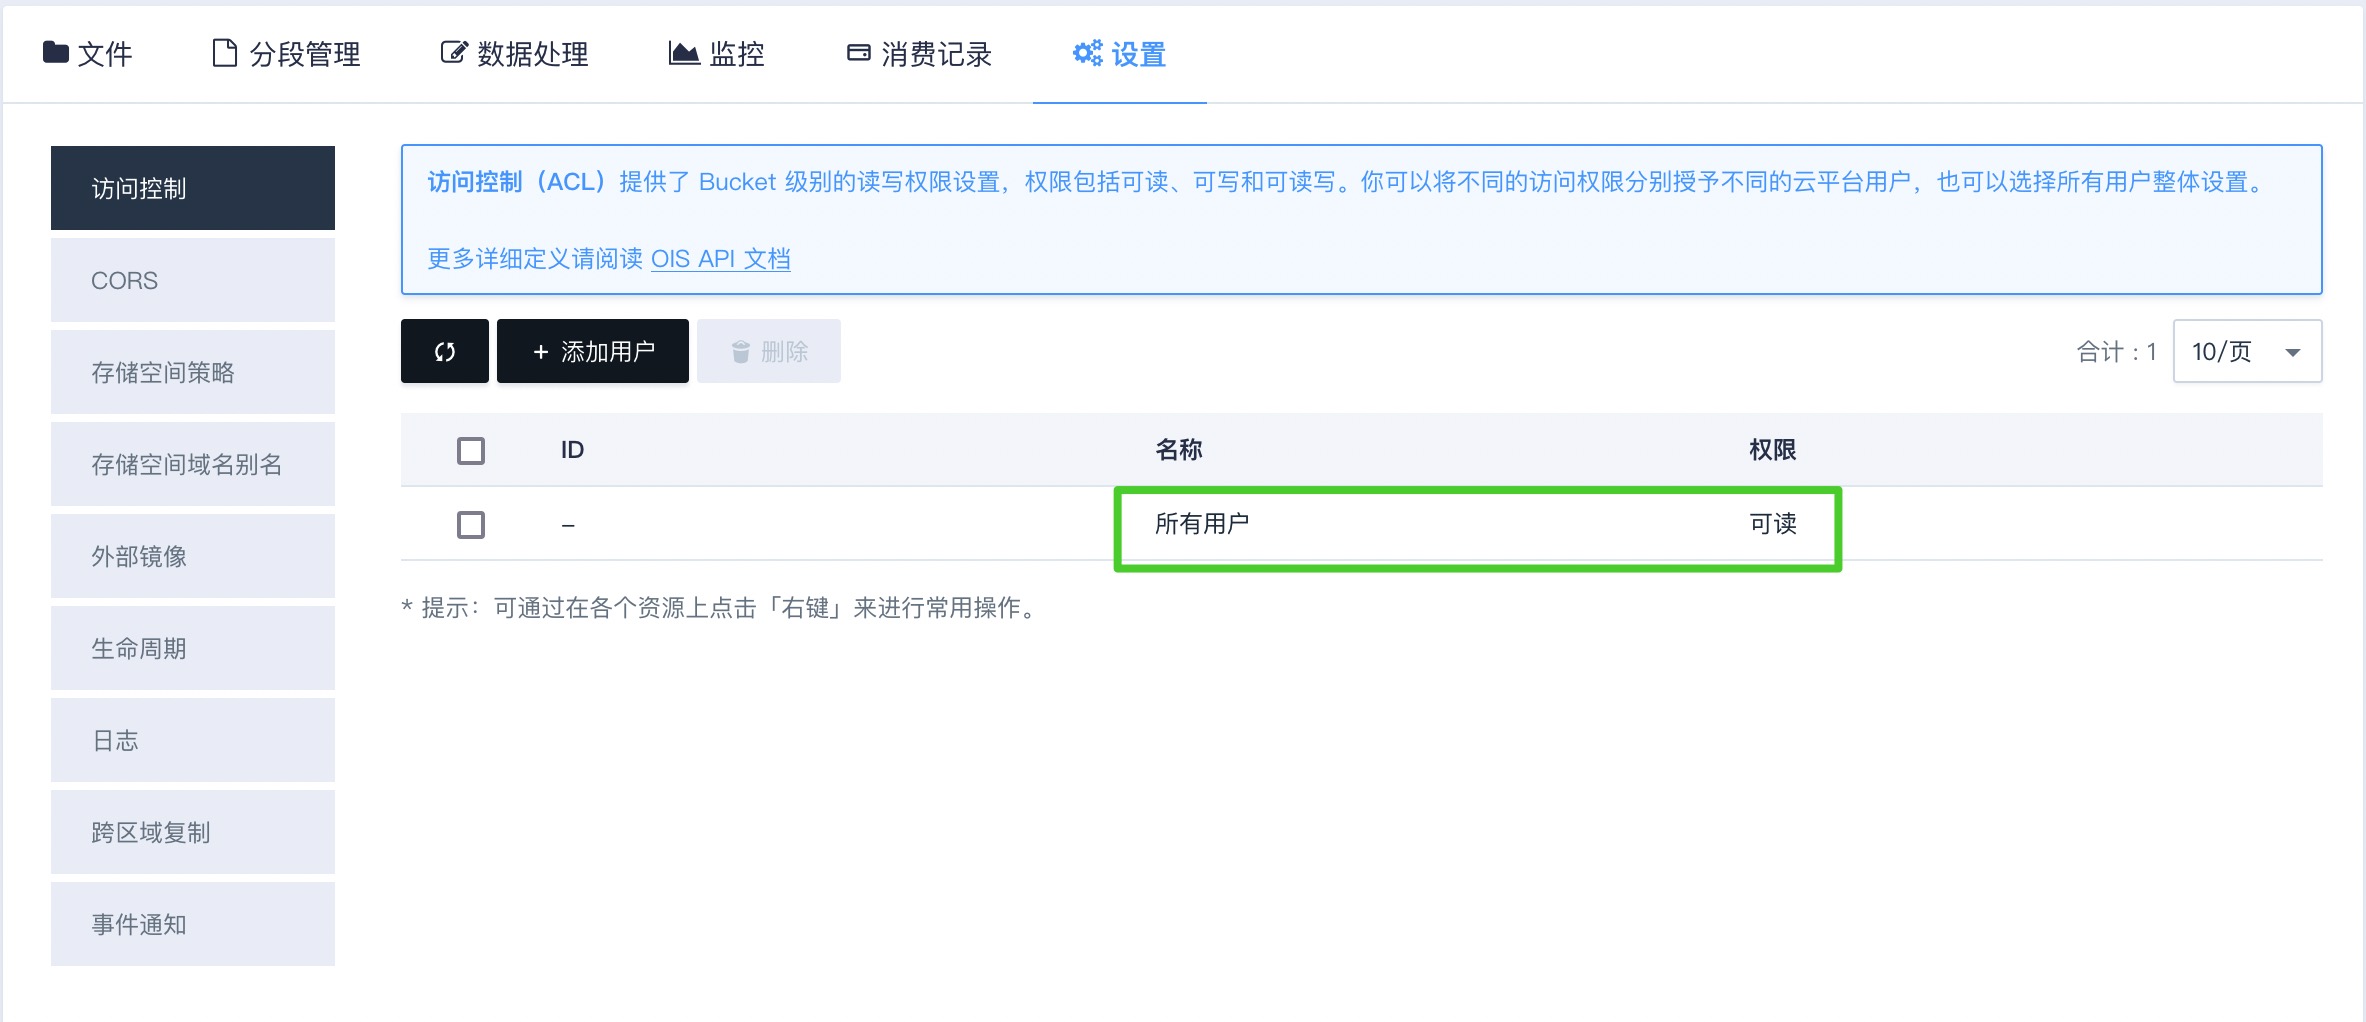 文件 分段管理 数据处理 监控 消费记录 设置
访问控制
CORS
存储空间策略
存储空间域名别名
外部镜像
生命周期
日志
跨区域复制
事件通知
访问控制（ACL）提供了 Bucket 级别的读写权限设置，权限包括可读、可写和可读写。你可以将不同的访问权限分别授予不同的云平台用户，也可以选择所有用户整体设置。
更多详细定义请阅读 OIS API 文档
+ 添加用户 删除 合计：1 10/页
ID 名称 权限
– 所有用户 可读
* 提示：可通过在各个资源上点击「右键」来进行常用操作。